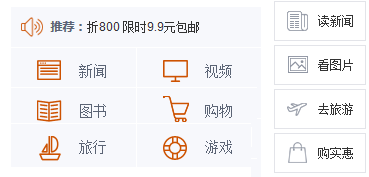 推荐：折800 限时9.9元包邮
新闻 视频
图书 购物
旅行 游戏
读新闻
看图片
去旅游
购实惠